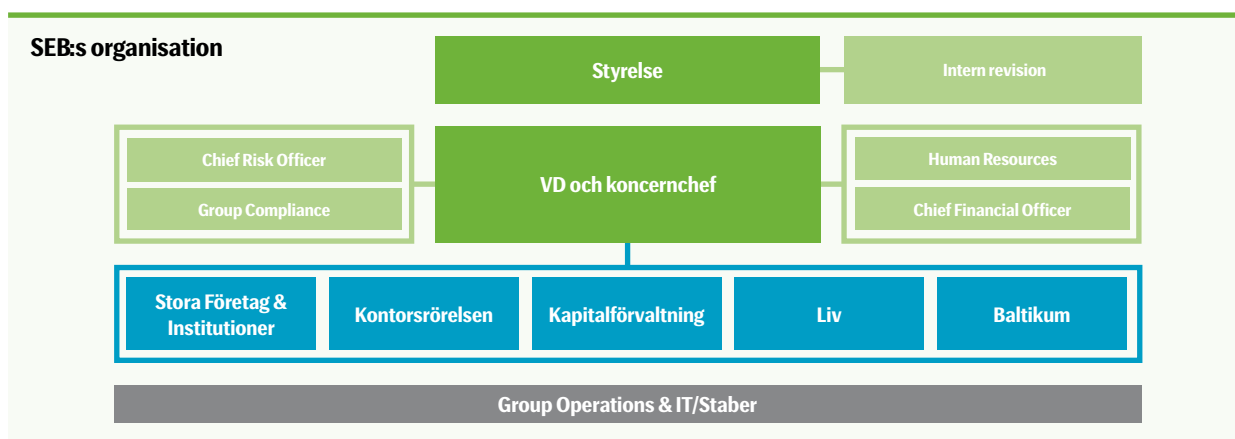 SEB:s organisation
Styrelse
Intern revision
Chief Risk Officer
Group Compliance
VD och koncernchef
Human Resources
Chief Financial Officer
Stora Företag &
Institutioner
Kontorsrörelsen
Kapitalförvaltning
Liv
Baltikum
Group Operations & IT/Staber